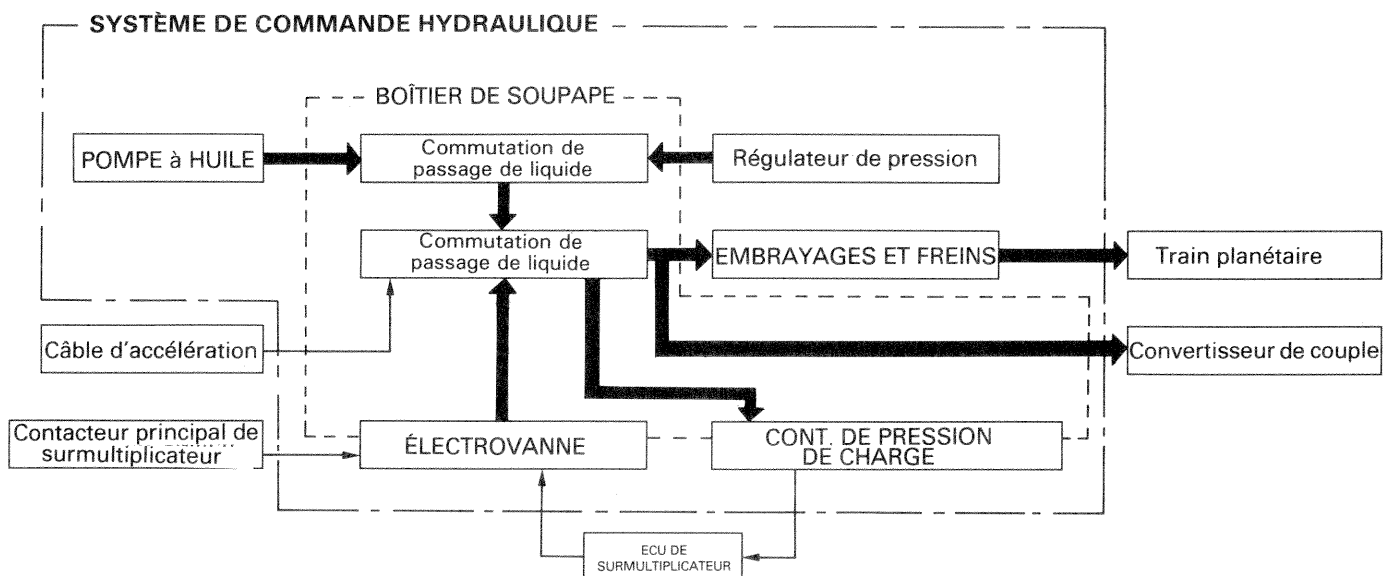 SYSTÈME DE COMMANDE HYDRAULIQUE
BOÎTIER DE SOUPAPE
POMPE à HUILE
Commutation de
passage de liquide
Régulateur de pression
Commutation de
passage de liquide
EMBRAYAGES ET FREINS
Train planétaire
Câble d'accélération
Convertisseur de couple
Contacteur principal de
surmultiplicateur
ÉLECTROVANNE
CONT. DE PRESSION
DE CHARGE
ECU DE
SURMULTIPLICATEUR